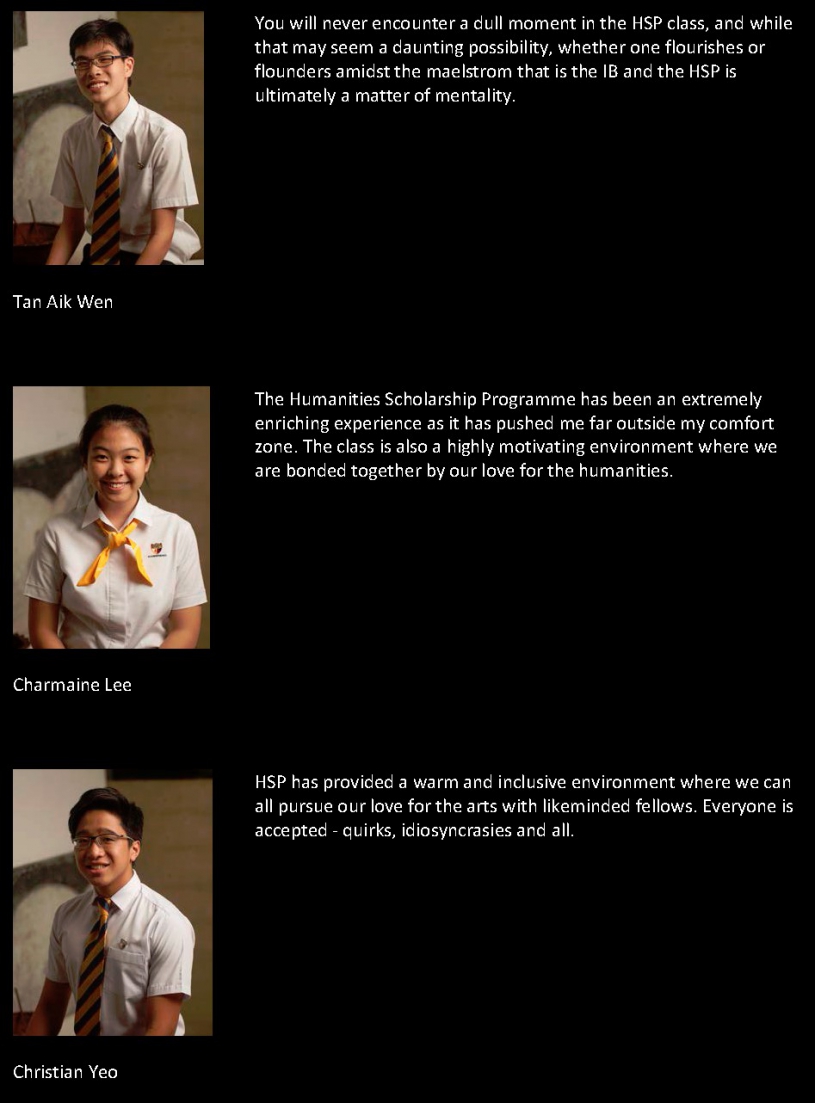 You will never encounter a dull moment in the HSP class, and while
that may seem a daunting possibility, whether one flourishes or
flounders amidst the maelstrom that is the IB and the HSP is
ultimately a matter of mentality.
Tan Aik Wen
The Humanities Scholarship Programme has been an extremely
enriching experience as it has pushed me far outside my comfort
zone. The class is also a highly motivating environment where we
are bonded together by our love for the humanities.
Charmaine Lee
HSP has provided a warm and inclusive environment where we can
all pursue our love for the arts with likeminded fellows. Everyone is
accepted - quirks, idiosyncrasies and all.
Christian Yeo